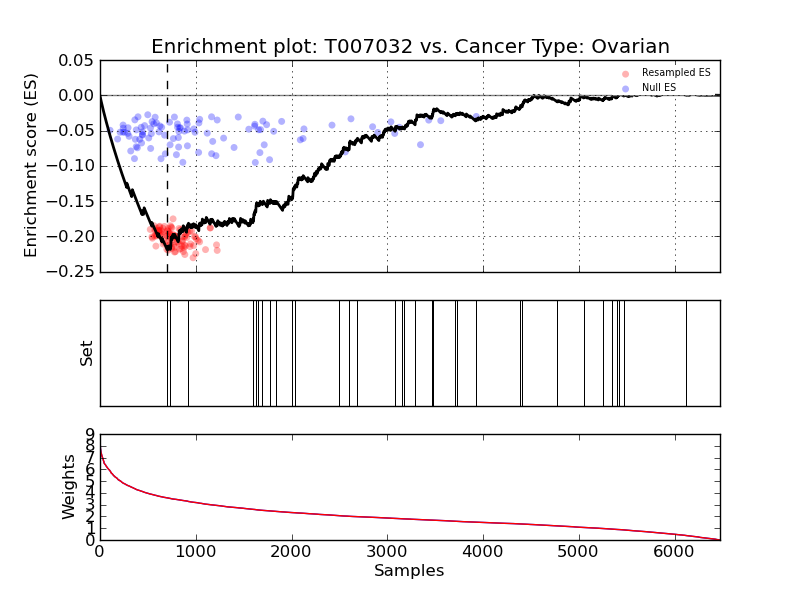 Enrichment plot: T007032 vs. Cancer Type: Ovarian
Enrichment score (ES)
0.05
0.00
−0.05
−0.10
−0.15
−0.20
−0.25
Resampled ES
Null ES
Set
Weights
9
8
7
6
5
4
3
2
1
0
0 1000 2000 3000 4000 5000 6000
Samples